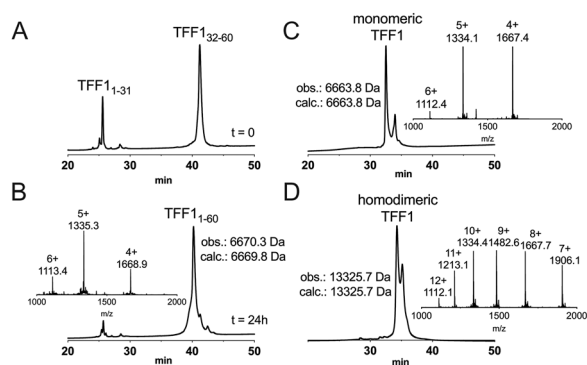 A
TFF1₃₂₋₆₀
TFF1₁₋₃₁
t = 0
20 30 40 50
min
B
TFF1₁₋₆₀
obs.: 6670.3 Da
calc.: 6669.8 Da
5+
1335.3
6+
1113.4
4+
1668.9
1000 1500 2000
m/z
t = 24h
20 30 40 50
min
C
monomeric
TFF1
obs.: 6663.8 Da
calc.: 6663.8 Da
5+
1334.1
4+
1667.4
6+
1112.4
1000 1500 2000
m/z
20 30 40 50
min
D
homodimeric
TFF1
obs.: 13325.7 Da
calc.: 13325.7 Da
10+ 9+ 8+ 7+
1334.4 1482.6 1667.7 1906.1
11+
1213.1
12+
1112.1
1000 1500 2000
m/z
30 40 50
min